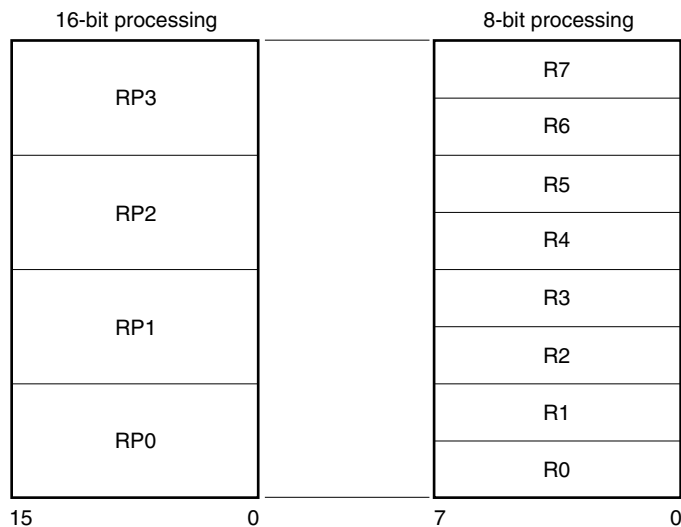 16-bit processing
8-bit processing
RP3
RP2
RP1
RP0
R7
R6
R5
R4
R3
R2
R1
R0
15 0 7 0